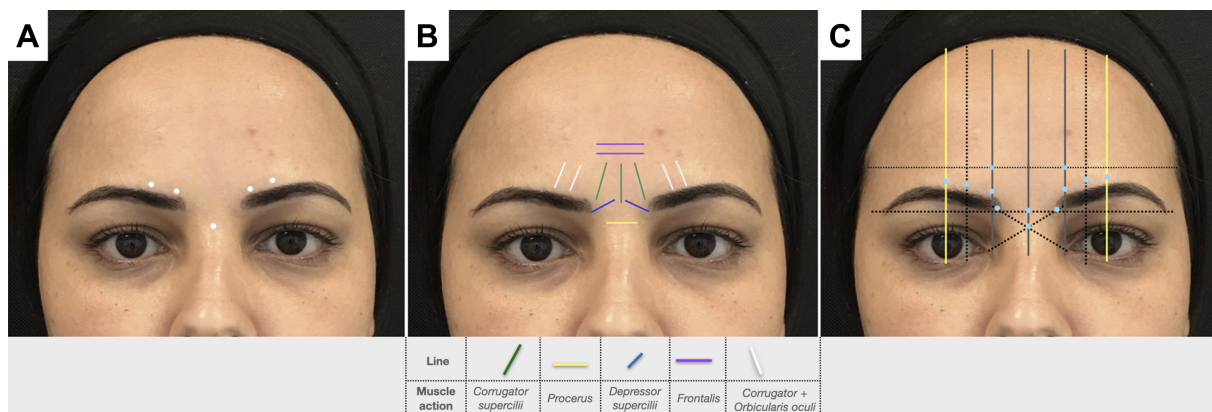 A
B
C
Line
Muscle action
Corrugator supercilii
Procerus
Depressor supercilii
Frontalis
Corrugator + Orbicularis oculi